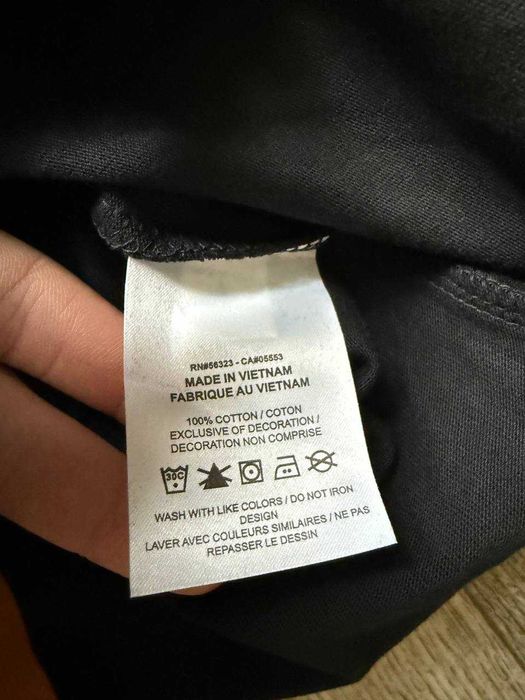 RN#56323 - CA#05553
MADE IN VIETNAM
FABRIQUE AU VIETNAM
100% COTTON / COTON
EXCLUSIVE OF DECORATION /
DECORATION NON COMPRISE
30C
WASH WITH LIKE COLORS / DO NOT IRON
DESIGN
LAVER AVEC COULEURS SIMILAIRES / NE PAS
REPASSER LE DESSIN